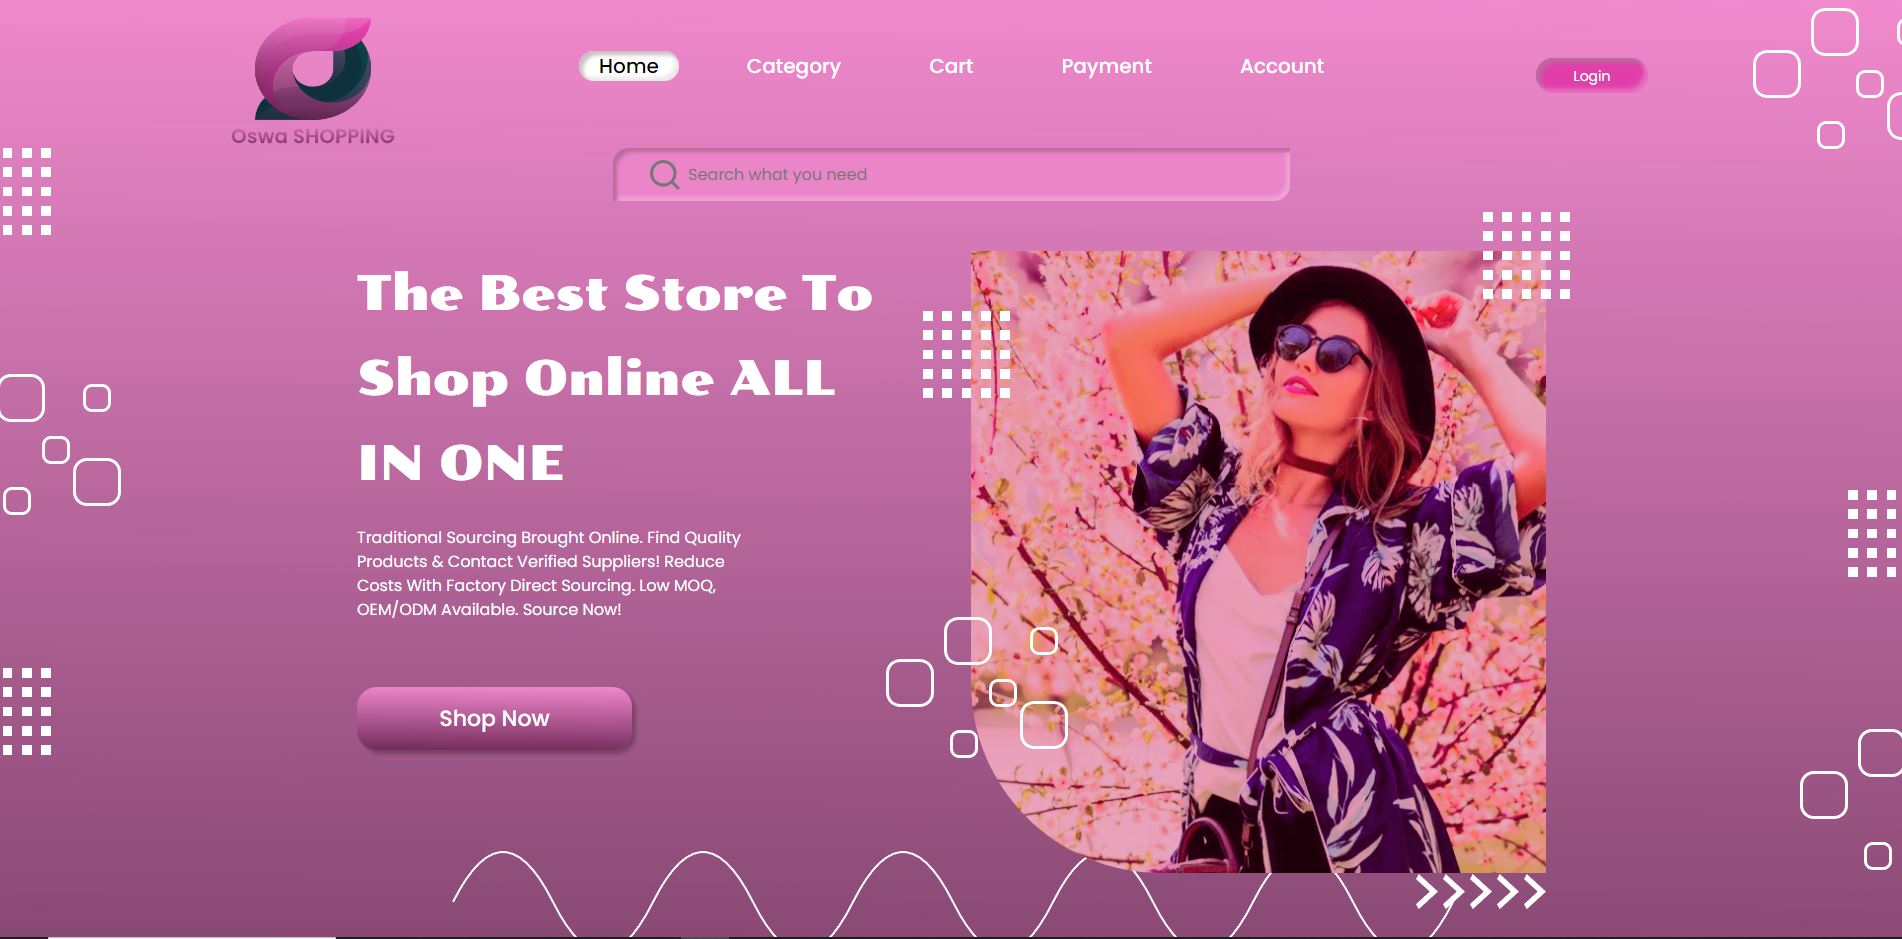 Oswa SHOPPING
Home
Category
Cart
Payment
Account
Login
Search what you need
The Best Store To
Shop Online ALL
IN ONE
Traditional Sourcing Brought Online. Find Quality
Products & Contact Verified Suppliers! Reduce
Costs With Factory Direct Sourcing. Low MOQ,
OEM/ODM Available. Source Now!
Shop Now